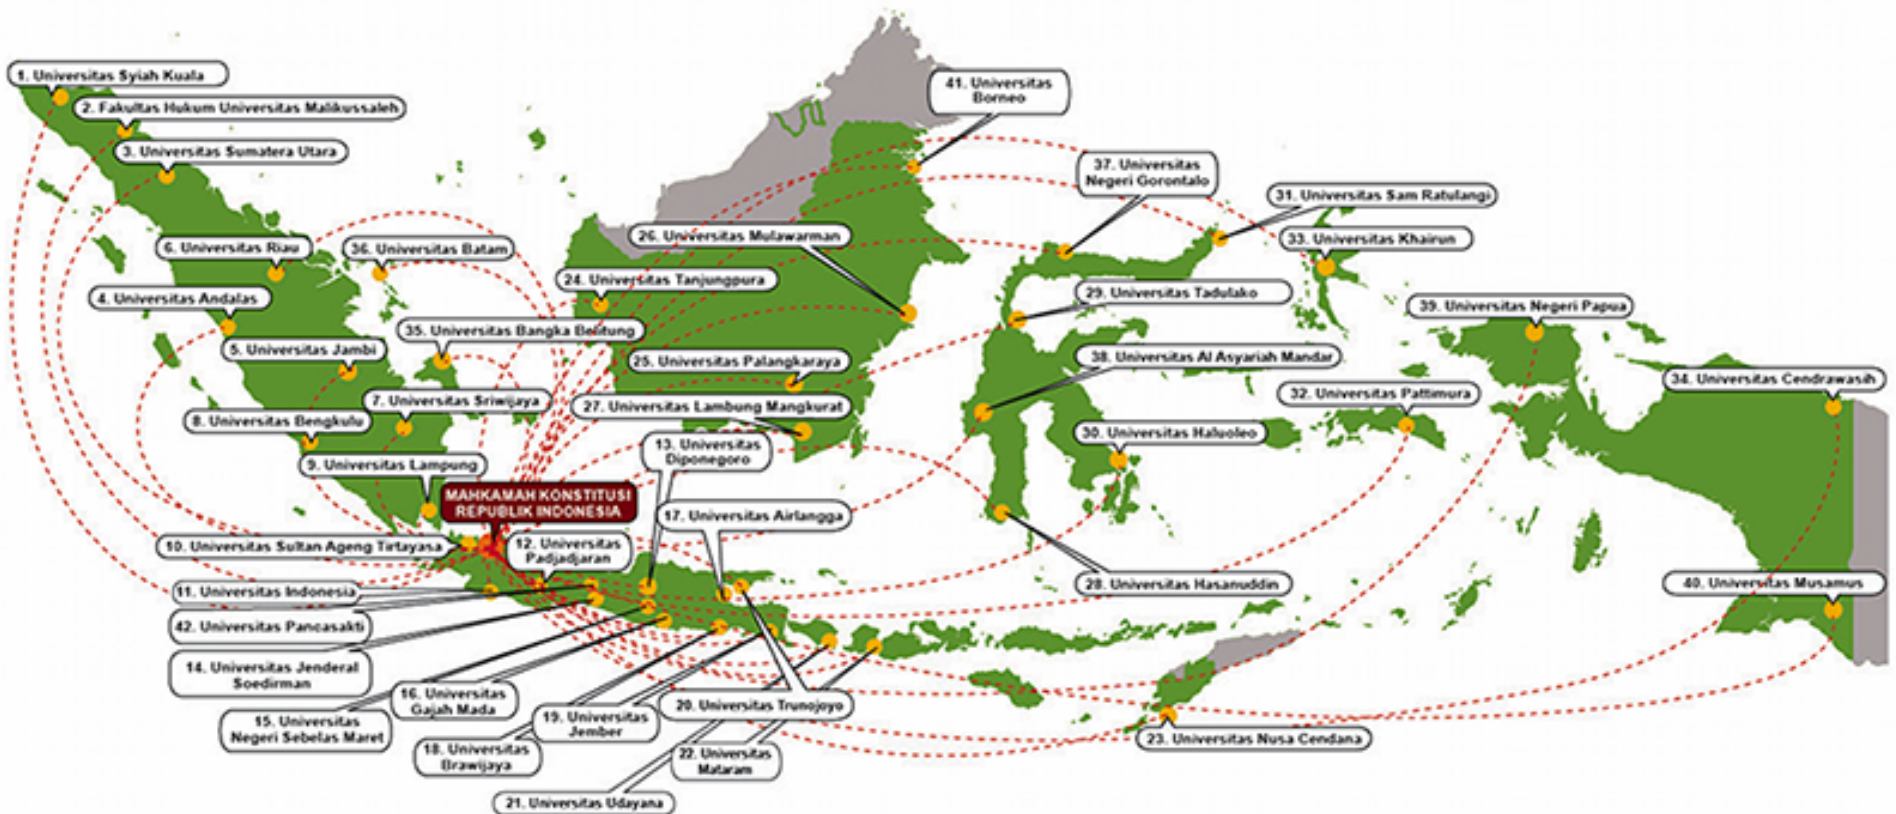 1. Universitas Syiah Kuala
2. Fakultas Hukum Universitas Malikussaleh
3. Universitas Sumatera Utara
41. Universitas
Borneo
37. Universitas
Negeri Gorontalo
31. Universitas Sam Ratulangi
6. Universitas Riau
36. Universitas Batam
26. Universitas Mulawarman
33. Universitas Khairun
24. Universitas Tanjungpura
4. Universitas Andalas
29. Universitas Tadulako
39. Universitas Negeri Papua
35. Universitas Bangka Belitung
5. Universitas Jambi
25. Universitas Palangkaraya
38. Universitas Al Asyariah Mandar
34. Universitas Cendrawasih
7. Universitas Sriwijaya
27. Universitas Lambung Mangkurat
32. Universitas Pattimura
8. Universitas Bengkulu
13. Universitas
Diponegoro
30. Universitas Haluoleo
9. Universitas Lampung
MAHKAMAH KONSTITUSI
REPUBLIK INDONESIA
17. Universitas Airlangga
10. Universitas Sultan Ageng Tirtayasa
12. Universitas
Padjadjaran
11. Universitas Indonesia
28. Universitas Hasanuddin
40. Universitas Musamus
42. Universitas Pancasakti
14. Universitas Jenderal
Soedirman
16. Universitas
Gajah Mada
15. Universitas
Negeri Sebelas Maret
19. Universitas
Jember
20. Universitas Trunojoyo
18. Universitas
Brawijaya
22. Universitas
Mataram
23. Universitas Nusa Cendana
21. Universitas Udayana